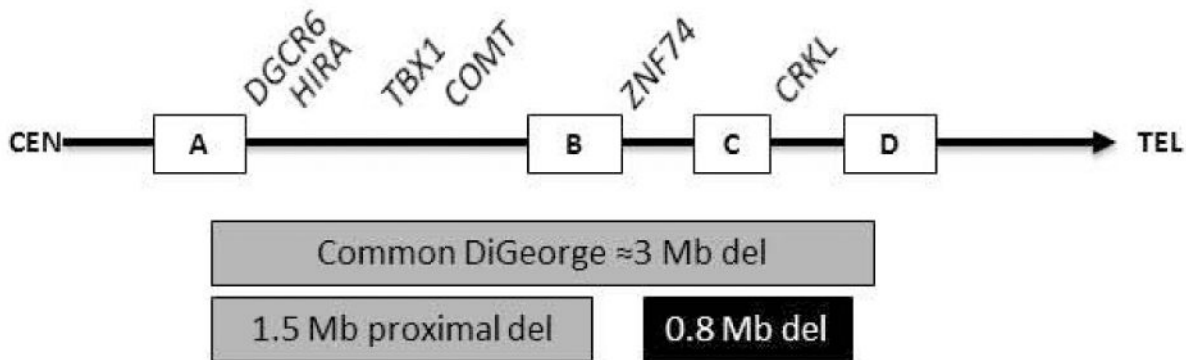 DGCR6
HIRA
TBX1
COMT
ZNF74
CRKL
CEN A B C D TEL
Common DiGeorge ≈3 Mb del
1.5 Mb proximal del 0.8 Mb del